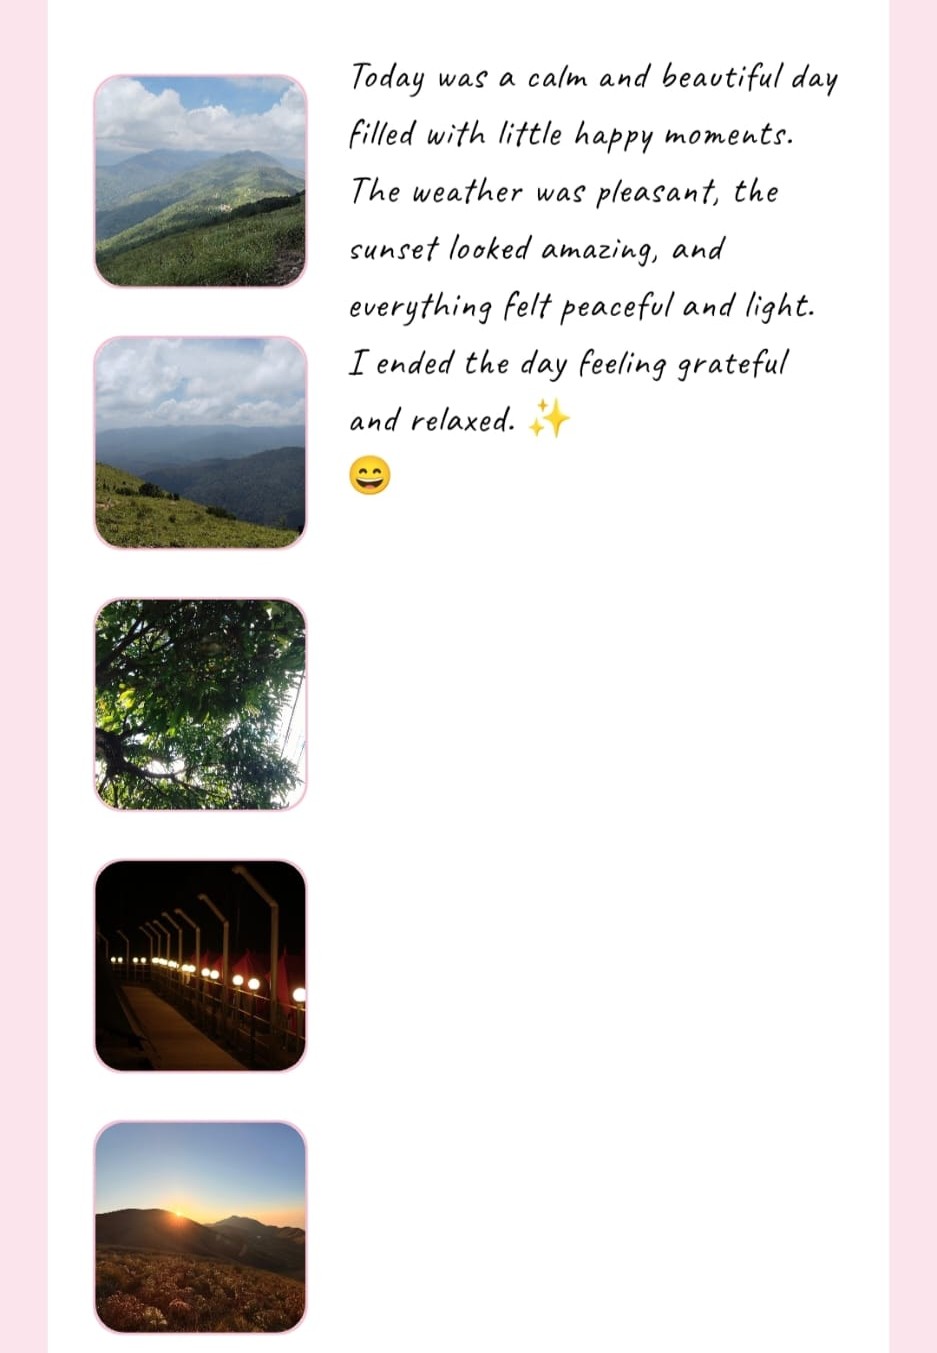 Today was a calm and beautiful day
filled with little happy moments.
The weather was pleasant, the
sunset looked amazing, and
everything felt peaceful and light.
I ended the day feeling grateful
and relaxed. ✨
😄